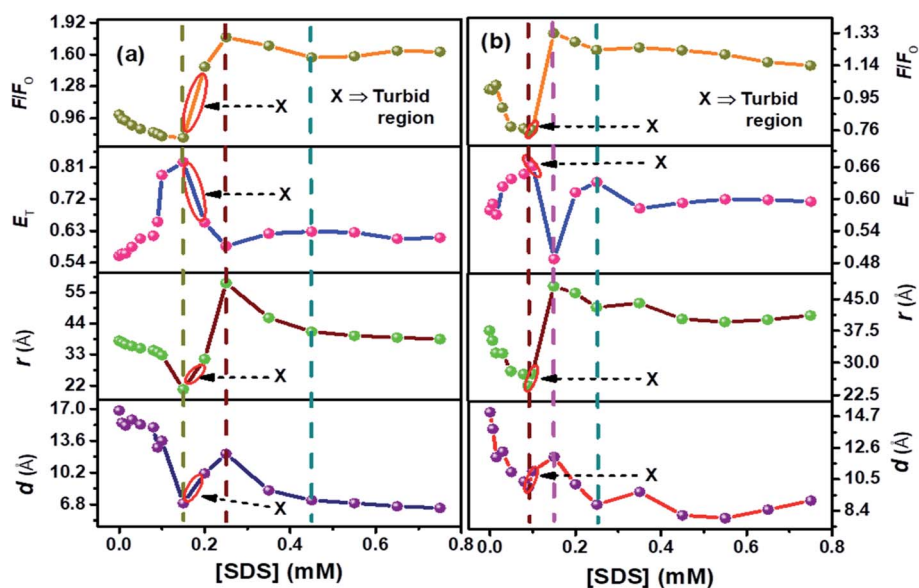 (a)
F/F_O
1.92
1.60
1.28
0.96
X
X ⇒ Turbid
region
E_T
0.81
0.72
0.63
0.54
X
r (Å)
55
44
33
22
X
d (Å)
17.0
13.6
10.2
6.8
X
0.0 0.2 0.4 0.6 0.8
[SDS] (mM)
(b)
F/F_O
1.33
1.14
0.95
0.76
X
X ⇒ Turbid
region
E_T
0.66
0.60
0.54
0.48
X
r (Å)
45.0
37.5
30.0
22.5
X
d (Å)
14.7
12.6
10.5
8.4
X
0.0 0.2 0.4 0.6 0.8
[SDS] (mM)